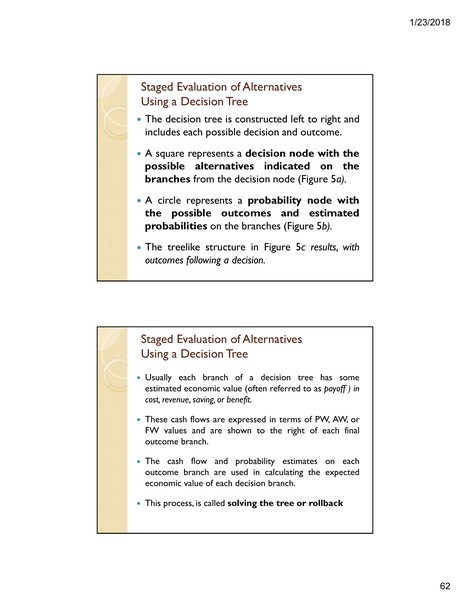 1/23/2018
Staged Evaluation of Alternatives
Using a Decision Tree
• The decision tree is constructed left to right and
includes each possible decision and outcome.
• A square represents a decision node with the
possible alternatives indicated on the
branches from the decision node (Figure 5a).
• A circle represents a probability node with
the possible outcomes and estimated
probabilities on the branches (Figure 5b).
• The treelike structure in Figure 5c results, with
outcomes following a decision.
Staged Evaluation of Alternatives
Using a Decision Tree
• Usually each branch of a decision tree has some
estimated economic value (often referred to as payoff ) in
cost, revenue, saving, or benefit.
• These cash flows are expressed in terms of PW, AW, or
FW values and are shown to the right of each final
outcome branch.
• The cash flow and probability estimates on each
outcome branch are used in calculating the expected
economic value of each decision branch.
• This process, is called solving the tree or rollback
62